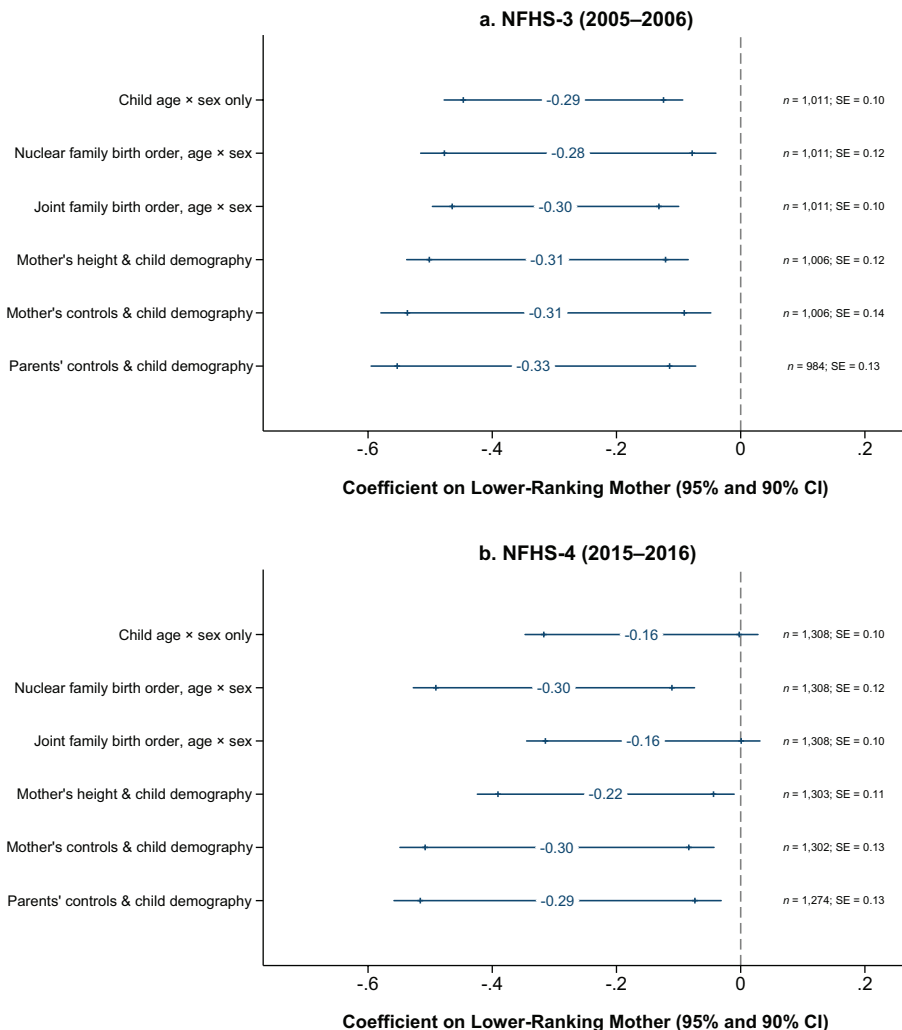 a. NFHS-3 (2005–2006)
Child age × sex only -0.29 n = 1,011; SE = 0.10
Nuclear family birth order, age × sex -0.28 n = 1,011; SE = 0.12
Joint family birth order, age × sex -0.30 n = 1,011; SE = 0.10
Mother's height & child demography -0.31 n = 1,006; SE = 0.12
Mother's controls & child demography -0.31 n = 1,006; SE = 0.14
Parents' controls & child demography -0.33 n = 984; SE = 0.13
-.6 -.4 -.2 0 .2
Coefficient on Lower-Ranking Mother (95% and 90% CI)
b. NFHS-4 (2015–2016)
Child age × sex only -0.16 n = 1,308; SE = 0.10
Nuclear family birth order, age × sex -0.30 n = 1,308; SE = 0.12
Joint family birth order, age × sex -0.16 n = 1,308; SE = 0.10
Mother's height & child demography -0.22 n = 1,303; SE = 0.11
Mother's controls & child demography -0.30 n = 1,302; SE = 0.13
Parents' controls & child demography -0.29 n = 1,274; SE = 0.13
-.6 -.4 -.2 0 .2
Coefficient on Lower-Ranking Mother (95% and 90% CI)